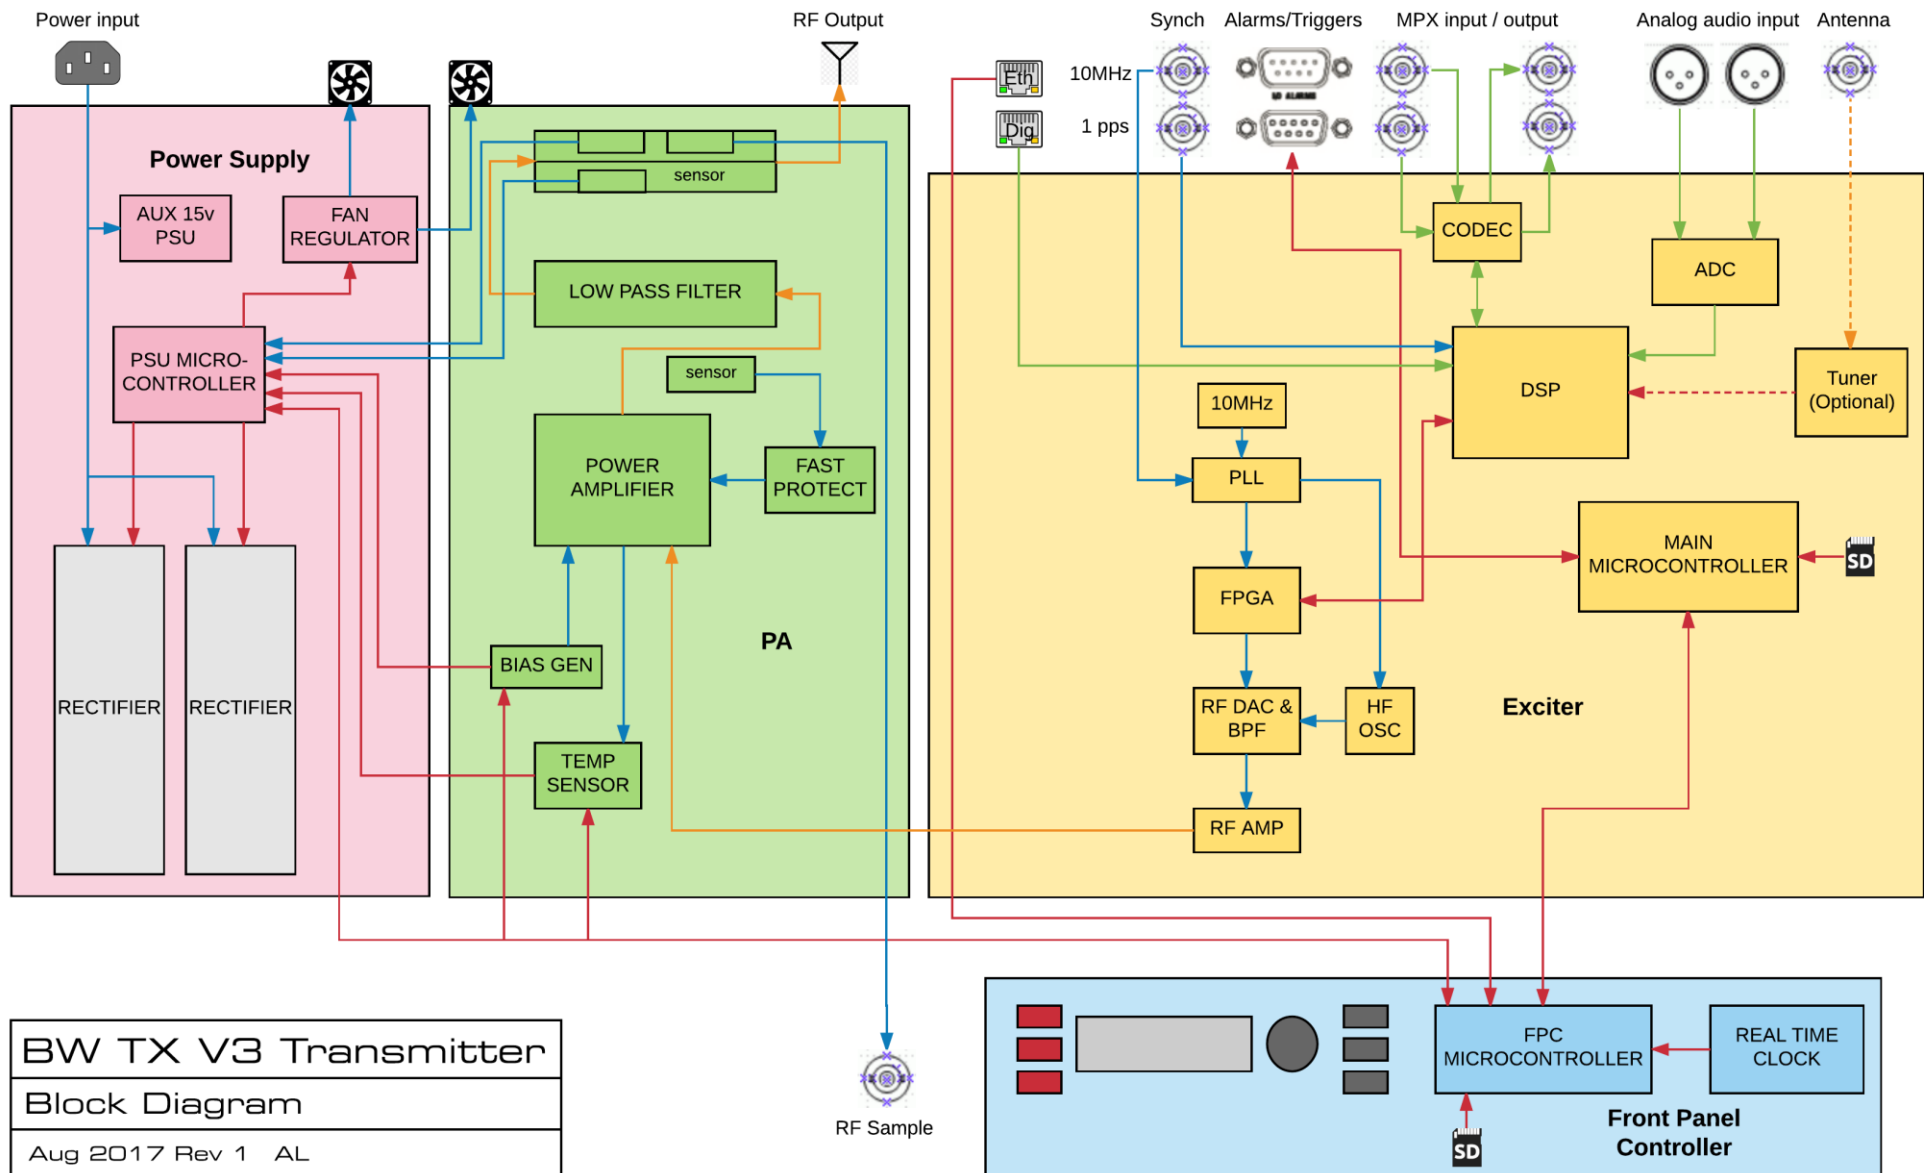 Power input
RF Output
Synch
Alarms/Triggers
MPX input / output
Analog audio input
Antenna
Eth
10MHz
I/O ALARMS
Dig
1 pps
Power Supply
sensor
AUX 15v
PSU
FAN
REGULATOR
CODEC
ADC
LOW PASS FILTER
PSU MICRO-
CONTROLLER
sensor
10MHz
DSP
Tuner
(Optional)
POWER
AMPLIFIER
FAST
PROTECT
PLL
MAIN
MICROCONTROLLER
SD
FPGA
PA
BIAS GEN
RECTIFIER
RECTIFIER
RF DAC &
BPF
HF
OSC
Exciter
TEMP
SENSOR
RF AMP
BW TX V3 Transmitter
Block Diagram
Aug 2017 Rev 1 AL
RF Sample
FPC
MICROCONTROLLER
REAL TIME
CLOCK
SD
Front Panel
Controller